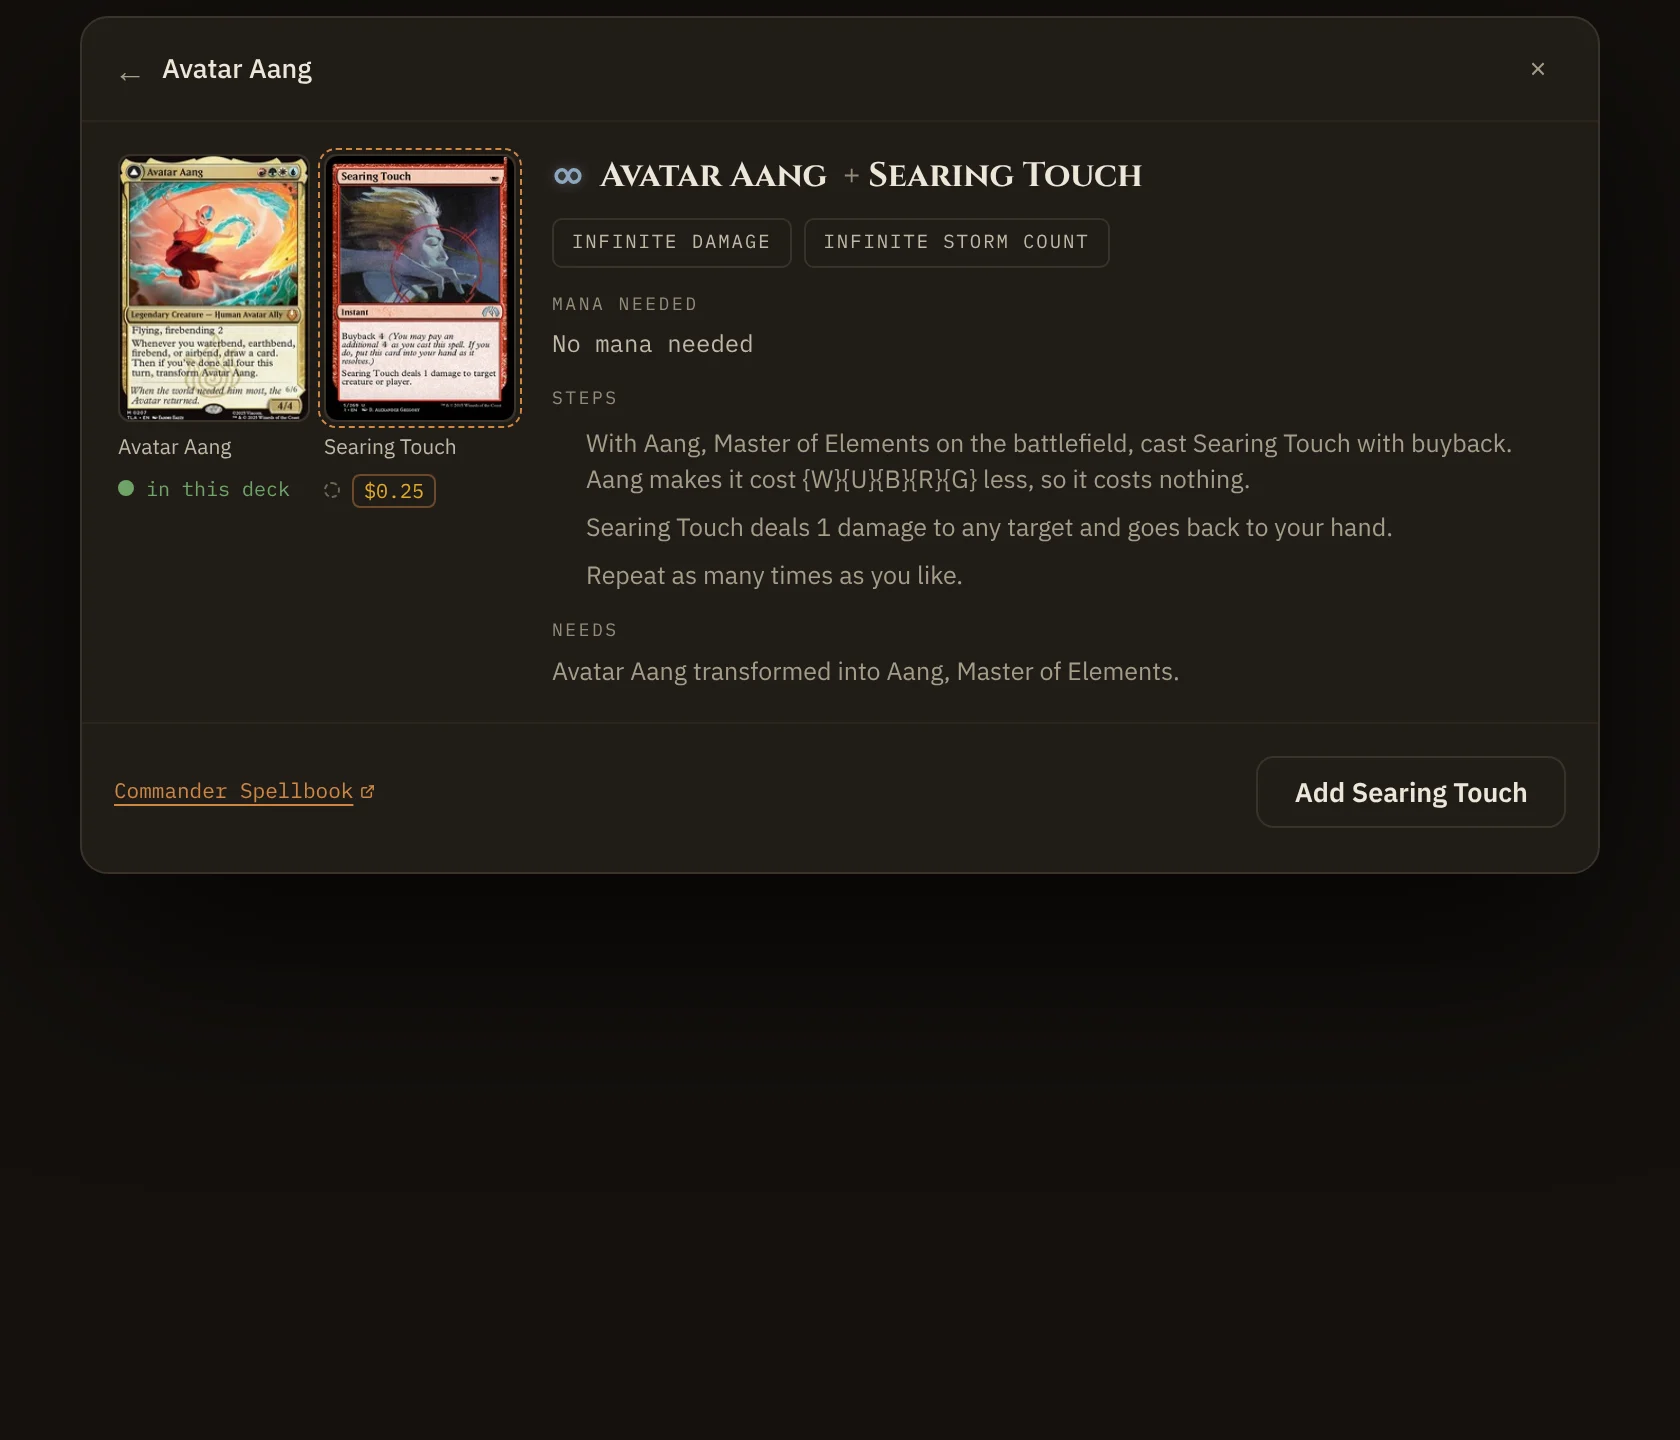 ← Avatar Aang ×
Avatar Aang
Legendary Creature — Human Avatar Ally
Flying, firebending 2
Whenever you waterbend, earthbend,
firebend, or airbend, draw a card.
Then if you've done all four this
turn, transform Avatar Aang.
When the world needed him most, the
Avatar returned.
6/6
4/4
Searing Touch
Instant
Buyback 4 (You may pay an
additional 4 as you cast this spell. If you
do, put this card into your hand as it
resolves.)
Searing Touch deals 1 damage to target
creature or player.
Avatar Aang
in this deck
Searing Touch
$0.25
∞ Avatar Aang + Searing Touch
INFINITE DAMAGE
INFINITE STORM COUNT
MANA NEEDED
No mana needed
STEPS
With Aang, Master of Elements on the battlefield, cast Searing Touch with buyback.
Aang makes it cost {W}{U}{B}{R}{G} less, so it costs nothing.
Searing Touch deals 1 damage to any target and goes back to your hand.
Repeat as many times as you like.
NEEDS
Avatar Aang transformed into Aang, Master of Elements.
Commander Spellbook
Add Searing Touch